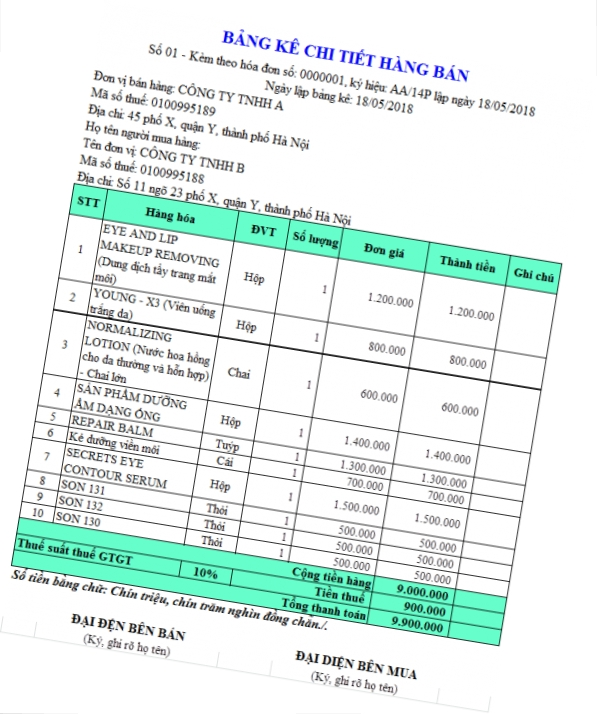 BẢNG KÊ CHI TIẾT HÀNG BÁN
Số 01 - Kèm theo hóa đơn số: 0000001, ký hiệu: AA/14P lập ngày 18/05/2018
Ngày lập bảng kê: 18/05/2018
Đơn vị bán hàng: CÔNG TY TNHH A
Mã số thuế: 0100995189
Địa chỉ: 45 phố X, quận Y, thành phố Hà Nội
Họ tên người mua hàng:
Tên đơn vị: CÔNG TY TNHH B
Mã số thuế: 0100995188
Địa chỉ: Số 11 ngõ 23 phố X, quận Y, thành phố Hà Nội
STT Hàng hóa ĐVT Số lượng Đơn giá Thành tiền Ghi chú
EYE AND LIP
MAKEUP REMOVING
(Dung dịch tẩy trang mắt
môi)
1 Hộp 1 1.200.000 1.200.000
YOUNG - X3 (Viên uống
trắng da)
2 Hộp 1 800.000 800.000
NORMALIZING
LOTION (Nước hoa hồng
cho da thường và hỗn hợp)
- Chai lớn
3 Chai 1 600.000 600.000
SẢN PHẨM DƯỠNG
ẨM DẠNG ỐNG
4 Hộp 1 1.400.000 1.400.000
5 REPAIR BALM Tuýp 1 1.300.000 1.300.000
6 Kẻ dưỡng viền môi Cái 1 700.000 700.000
SECRETS EYE
CONTOUR SERUM
7 Hộp 1 1.500.000 1.500.000
8 SON 131 Thỏi 1 500.000 500.000
9 SON 132 Thỏi 1 500.000 500.000
10 SON 130 Thỏi 1 500.000 500.000
Cộng tiền hàng 9.000.000
Thuế suất thuế GTGT 10% Tiền thuế 900.000
Tổng thanh toán 9.900.000
Số tiền bằng chữ: Chín triệu, chín trăm nghìn đồng chẵn./.
ĐẠI ĐỆN BÊN BÁN
(Ký, ghi rõ họ tên)
ĐẠI DIỆN BÊN MUA
(Ký, ghi rõ họ tên)